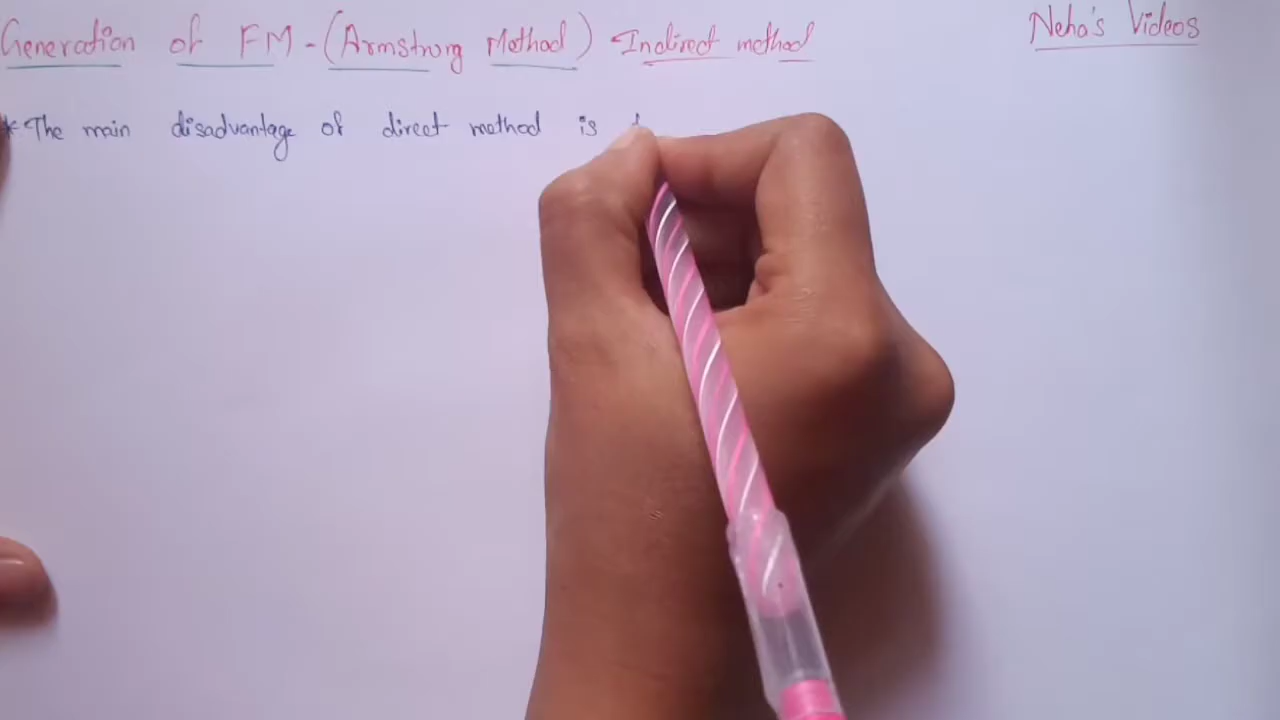 Generation of FM - (Armstrong Method) Indirect method
Neha's Videos
* The main disadvantage of direct method is